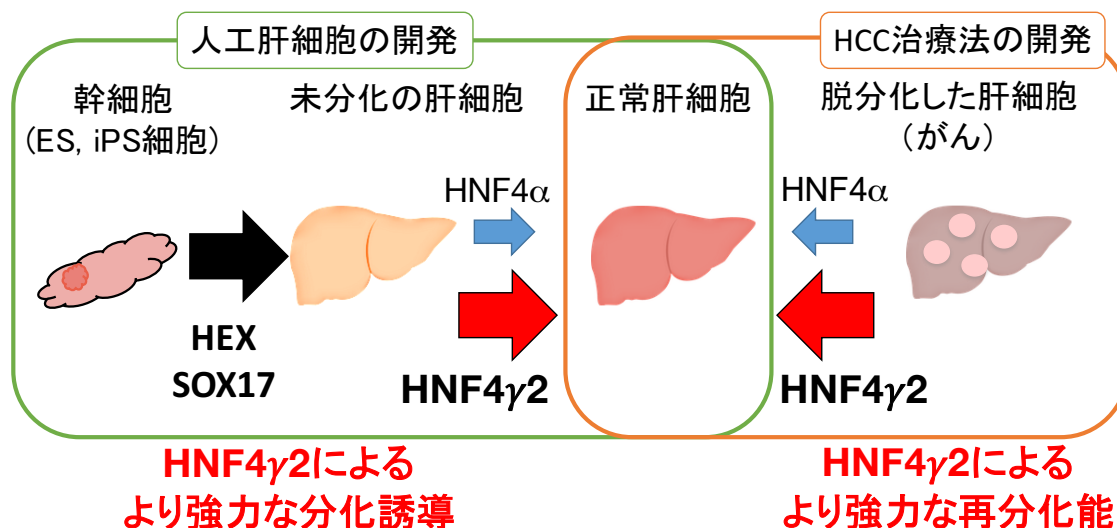 人工肝細胞の開発
HCC治療法の開発
幹細胞
(ES, iPS細胞)
未分化の肝細胞
正常肝細胞
脱分化した肝細胞
（がん）
HNF4α
HNF4α
HEX
SOX17
HNF4γ2
HNF4γ2
HNF4γ2による
より強力な分化誘導
HNF4γ2による
より強力な再分化能